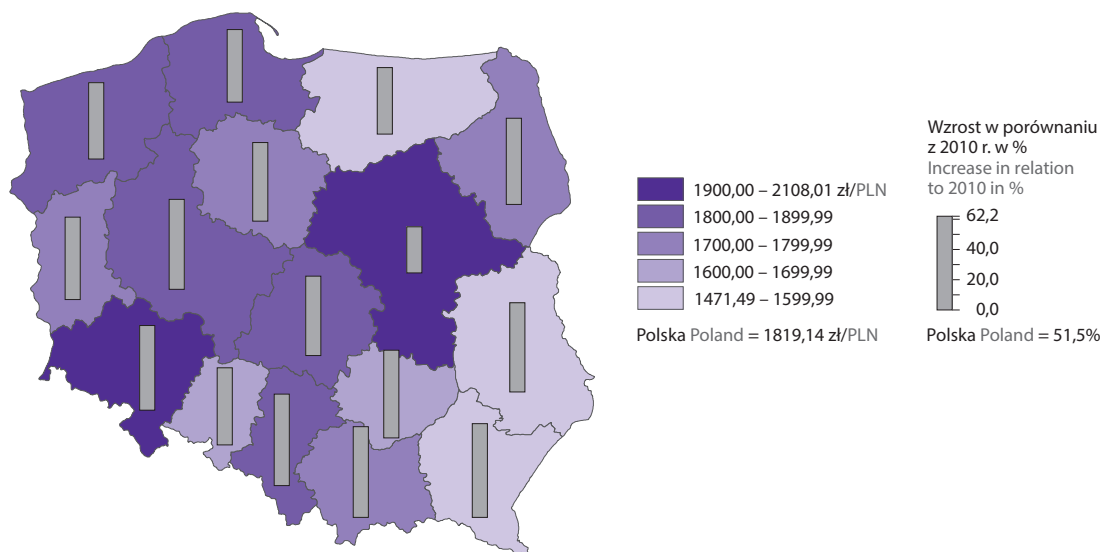 1900,00 – 2108,01 zł/PLN
1800,00 – 1899,99
1700,00 – 1799,99
1600,00 – 1699,99
1471,49 – 1599,99
Polska Poland = 1819,14 zł/PLN
Wzrost w porównaniu
z 2010 r. w %
Increase in relation
to 2010 in %
62,2
40,0
20,0
0,0
Polska Poland = 51,5%